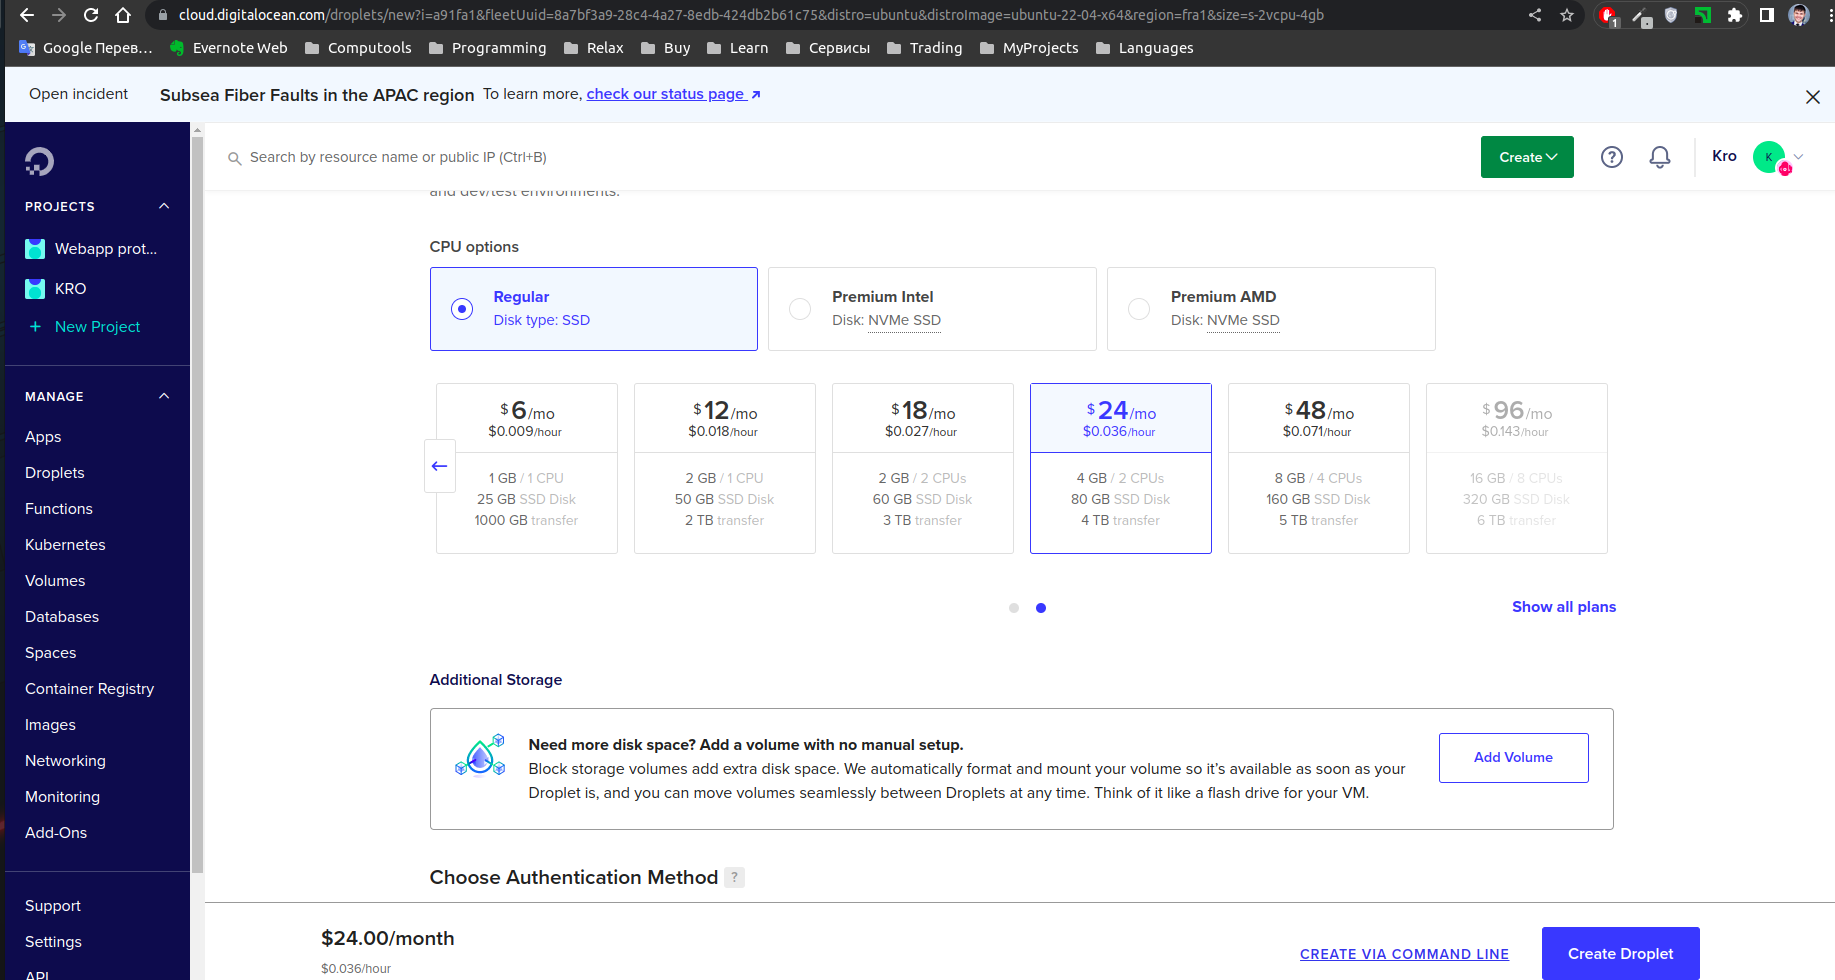 cloud.digitalocean.com/droplets/new?i=a91fa1&fleetUuid=8a7bf3a9-28c4-4a27-8edb-424db2b61c75&distro=ubuntu&distroImage=ubuntu-22-04-x64&region=fra1&size=s-2vcpu-4gb
1
Google Перев... Evernote Web Computools Programming Relax Buy Learn Сервисы Trading MyProjects Languages
Open incident Subsea Fiber Faults in the APAC region To learn more, check our status page ↗
Search by resource name or public IP (Ctrl+B)
Create
?
Kro
K
PROJECTS
Webapp prot...
KRO
+ New Project
MANAGE
Apps
Droplets
Functions
Kubernetes
Volumes
Databases
Spaces
Container Registry
Images
Networking
Monitoring
Add-Ons
Support
Settings
API
and dev/test environments.
CPU options
Regular
Disk type: SSD
Premium Intel
Disk: NVMe SSD
Premium AMD
Disk: NVMe SSD
$6/mo
$0.009/hour
1 GB / 1 CPU
25 GB SSD Disk
1000 GB transfer
$12/mo
$0.018/hour
2 GB / 1 CPU
50 GB SSD Disk
2 TB transfer
$18/mo
$0.027/hour
2 GB / 2 CPUs
60 GB SSD Disk
3 TB transfer
$24/mo
$0.036/hour
4 GB / 2 CPUs
80 GB SSD Disk
4 TB transfer
$48/mo
$0.071/hour
8 GB / 4 CPUs
160 GB SSD Disk
5 TB transfer
$96/mo
$0.143/hour
16 GB / 8 CPUs
320 GB SSD Disk
6 TB transfer
Show all plans
Additional Storage
Need more disk space? Add a volume with no manual setup.
Block storage volumes add extra disk space. We automatically format and mount your volume so it's available as soon as your
Droplet is, and you can move volumes seamlessly between Droplets at any time. Think of it like a flash drive for your VM.
Add Volume
Choose Authentication Method ?
$24.00/month
$0.036/hour
CREATE VIA COMMAND LINE
Create Droplet